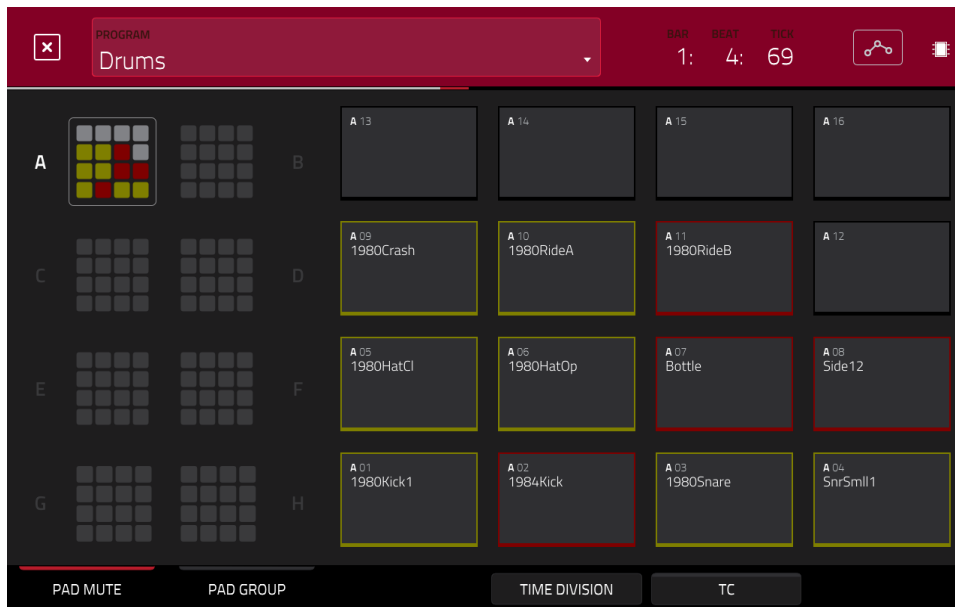 PROGRAM
Drums
BAR BEAT TICK
1: 4: 69
A
B
C
D
E
F
G
H
A 13
A 14
A 15
A 16
A 09
1980Crash
A 10
1980RideA
A 11
1980RideB
A 12
A 05
1980HatCl
A 06
1980HatOp
A 07
Bottle
A 08
Side12
A 01
1980Kick1
A 02
1984Kick
A 03
1980Snare
A 04
SnrSmll1
PAD MUTE
PAD GROUP
TIME DIVISION
TC